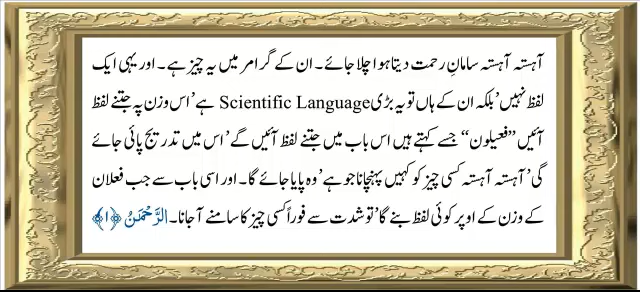 آہستہ آہستہ سامانِ رحمت دیتا ہوا چلا جائے۔ ان کے گرامر میں یہ چیز ہے۔ اور یہی ایک
لفظ نہیں’ بلکہ ان کے ہاں تو یہ بڑی Scientific Language ہے’ اس وزن پہ جتنے لفظ
آئیں ”فعیلون“ جسے کہتے ہیں اس باب میں جتنے لفظ آئیں گے’ اس میں تدریج پائی جائے
گی’ آہستہ آہستہ کسی چیز کو کہیں پہنچانا جو ہے’ وہ پایا جائے گا۔ اور اسی باب سے جب فعلان
کے وزن کے اوپر کوئی لفظ بنے گا’ تو شدت سے فوراً کسی چیز کا سامنے آ جانا۔ الرَّحْمٰنُ ﴿۱﴾